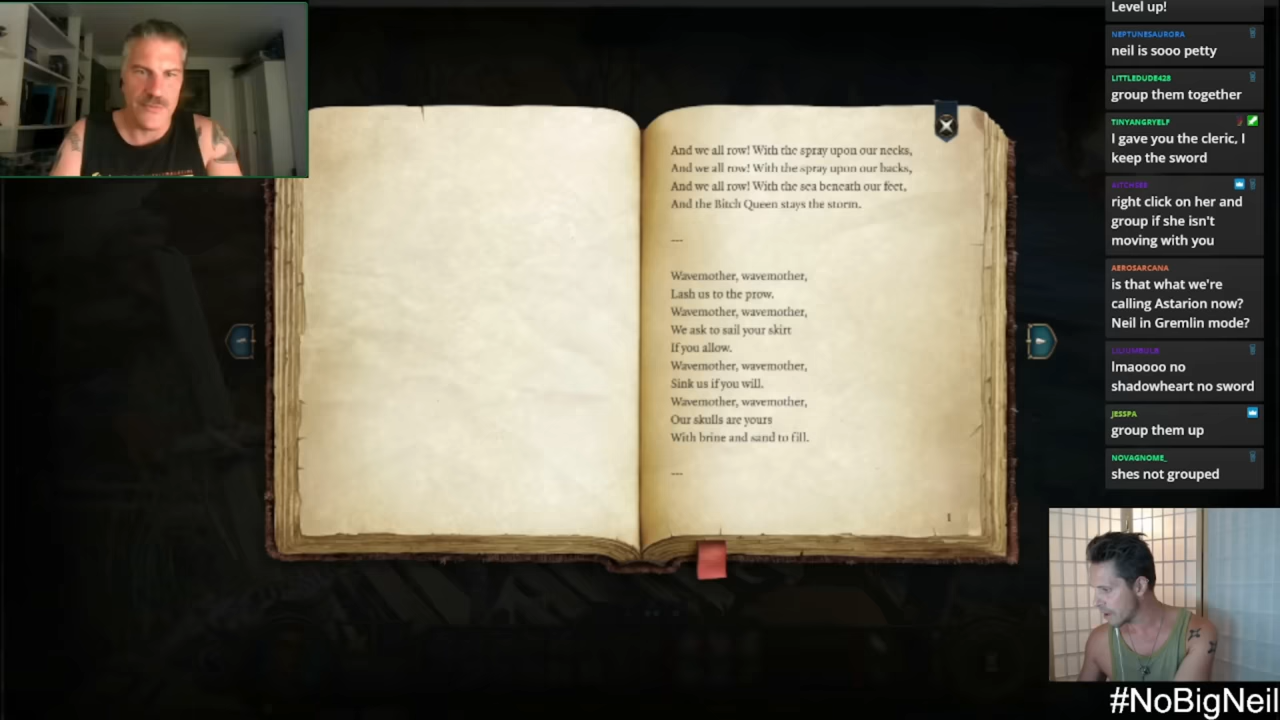 And we all row! With the spray upon our necks,
And we all row! With the spray upon our backs,
And we all row! With the sea beneath our feet,
And the Bitch Queen stays the storm.
---
Wavemother, wavemother,
Lash us to the prow.
Wavemother, wavemother,
We ask to sail your skirt
If you allow.
Wavemother, wavemother,
Sink us if you will.
Wavemother, wavemother,
Our skulls are yours
With brine and sand to fill.
---
1
Level up!
NEPTUNESAURORA
neil is sooo petty
LITTLEDUDE428
group them together
TINYANGRYELF
I gave you the cleric, I
keep the sword
right click on her and
group if she isn't
moving with you
AEROSARCANA
is that what we're
calling Astarion now?
Neil in Gremlin mode?
LILIUMBULB
lmaoooo no
shadowheart no sword
JESSPA
group them up
NOVAGNOME_
shes not grouped
#NoBigNeil